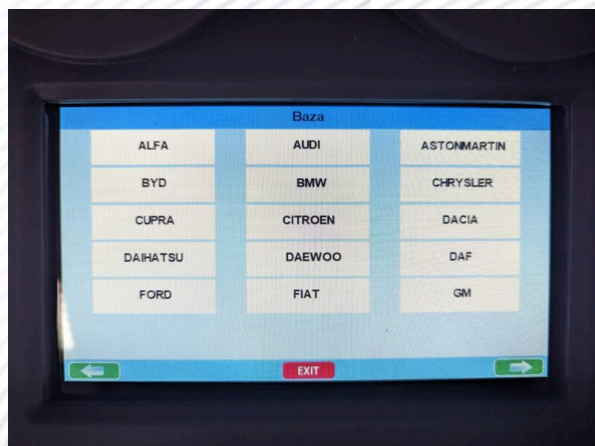 Baza
ALFA AUDI ASTONMARTIN
BYD BMW CHRYSLER
CUPRA CITROEN DACIA
DAIHATSU DAEWOO DAF
FORD FIAT GM
EXIT